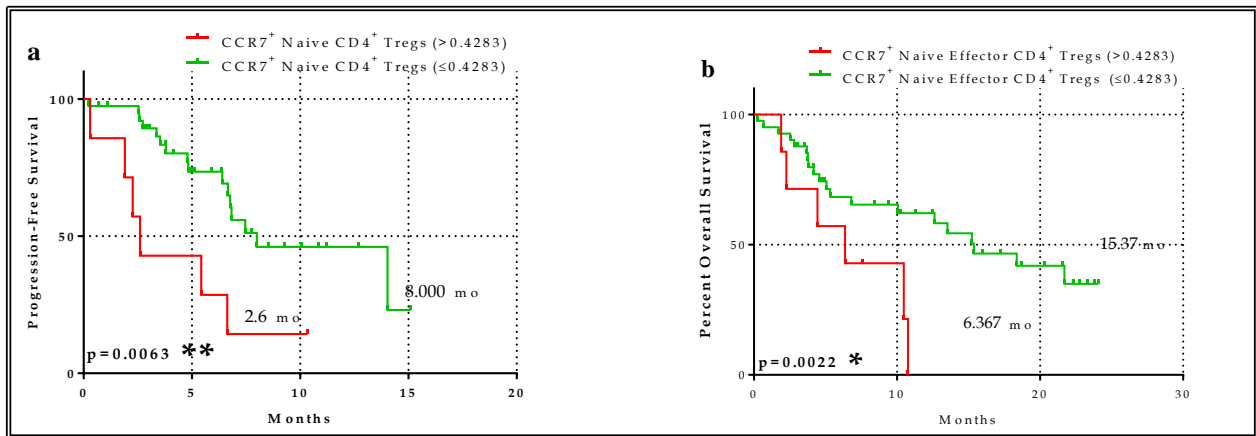 a
CCR7+ Naive CD4+ Tregs (>0.4283)
CCR7+ Naive CD4+ Tregs (≤0.4283)
Progression-Free Survival
100
50
0
8.000 mo
2.6 mo
p=0.0063 **
0 5 10 15 20
Months
b
CCR7+ Naive Effector CD4+ Tregs (>0.4283)
CCR7+ Naive Effector CD4+ Tregs (≤0.4283)
Percent Overall Survival
100
50
0
15.37 mo
6.367 mo
p=0.0022 *
0 10 20 30
Months